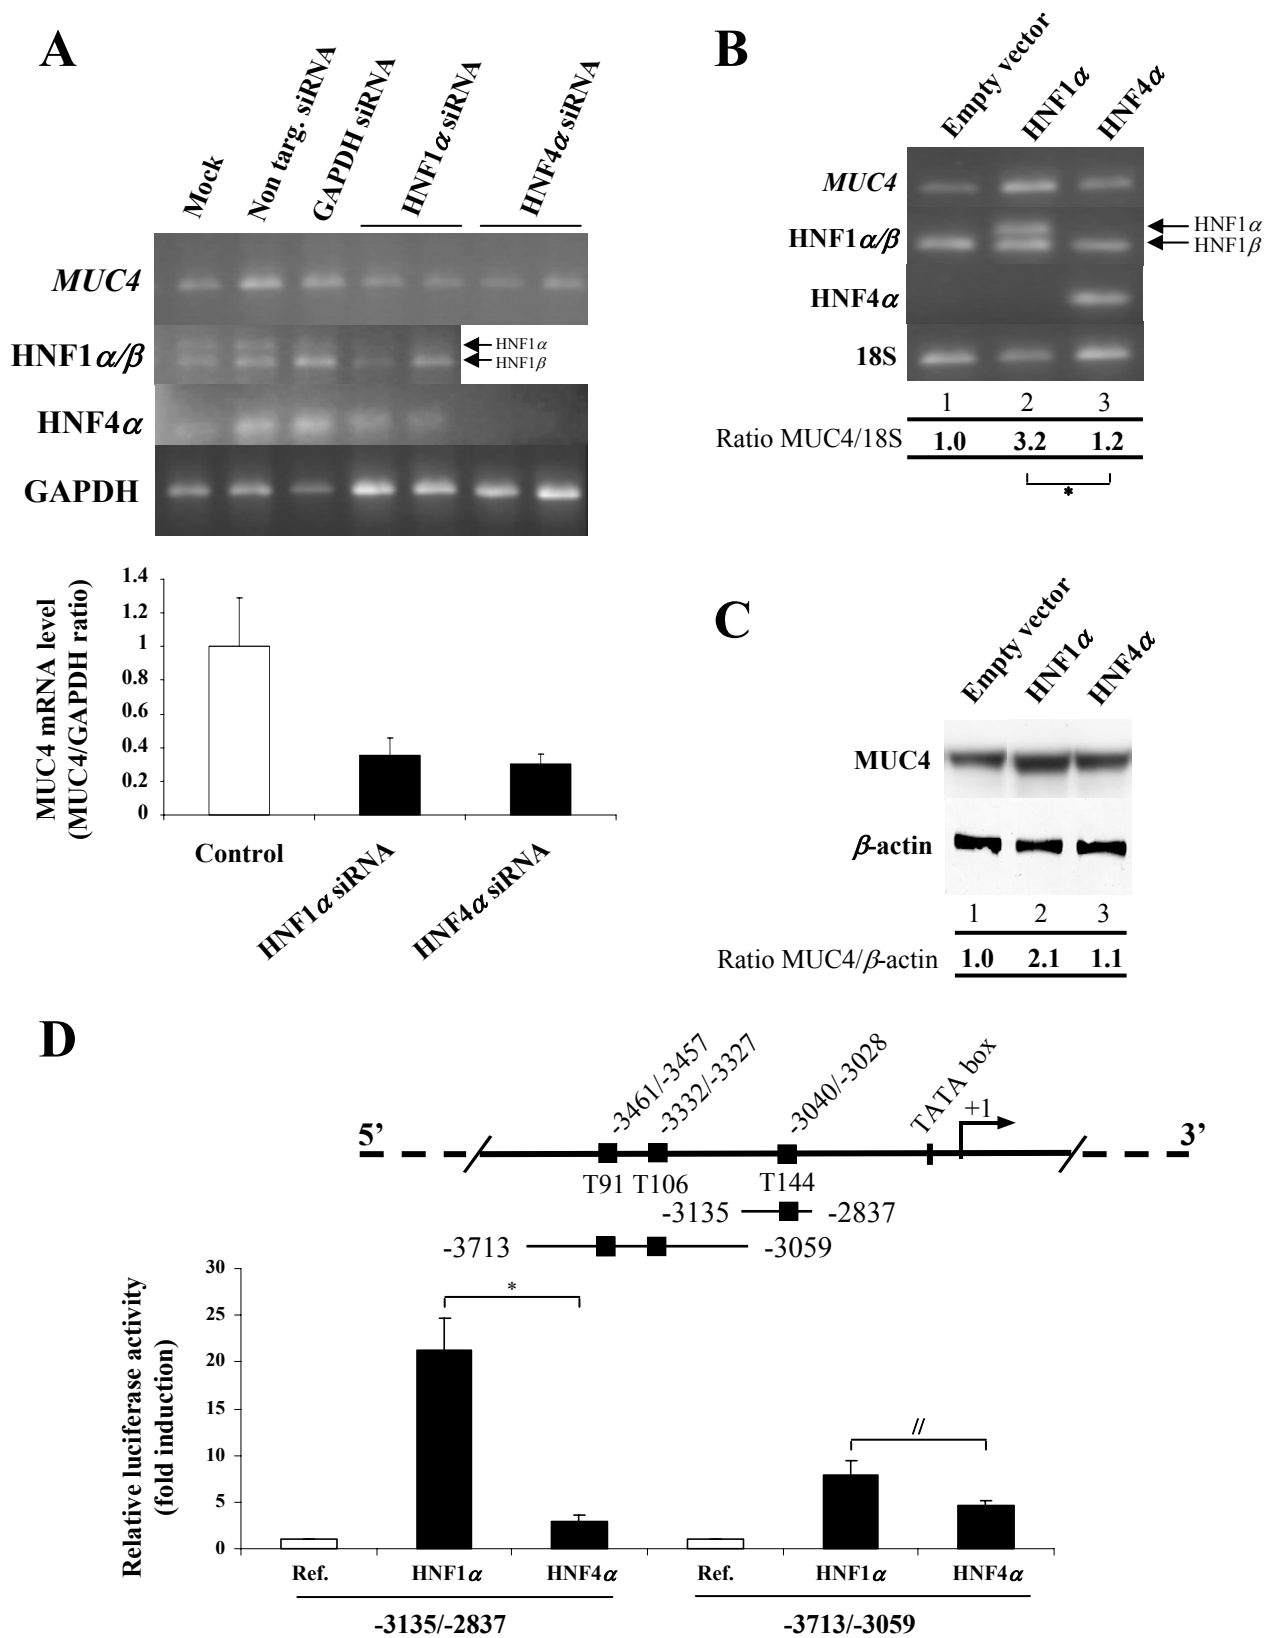 A
Mock
Non targ. siRNA
GAPDH siRNA
HNF1α siRNA
HNF4α siRNA
MUC4
HNF1α/β
HNF1α
HNF1β
HNF4α
GAPDH
MUC4 mRNA level
(MUC4/GAPDH ratio)
1.4
1.2
1
0.8
0.6
0.4
0.2
0
Control
HNF1α siRNA
HNF4α siRNA
B
Empty vector
HNF1α
HNF4α
MUC4
HNF1α/β
HNF1α
HNF1β
HNF4α
18S
1 2 3
Ratio MUC4/18S 1.0 3.2 1.2
*
C
Empty vector
HNF1α
HNF4α
MUC4
β-actin
1 2 3
Ratio MUC4/β-actin 1.0 2.1 1.1
D
-3461/-3457
-3332/-3327
-3040/-3028
TATA box
+1
5’ 3’
T91 T106 T144
-3135 -2837
-3713 -3059
Relative luciferase activity
(fold induction)
30
25
20
15
10
5
0
*
//
Ref. HNF1α HNF4α Ref. HNF1α HNF4α
-3135/-2837 -3713/-3059